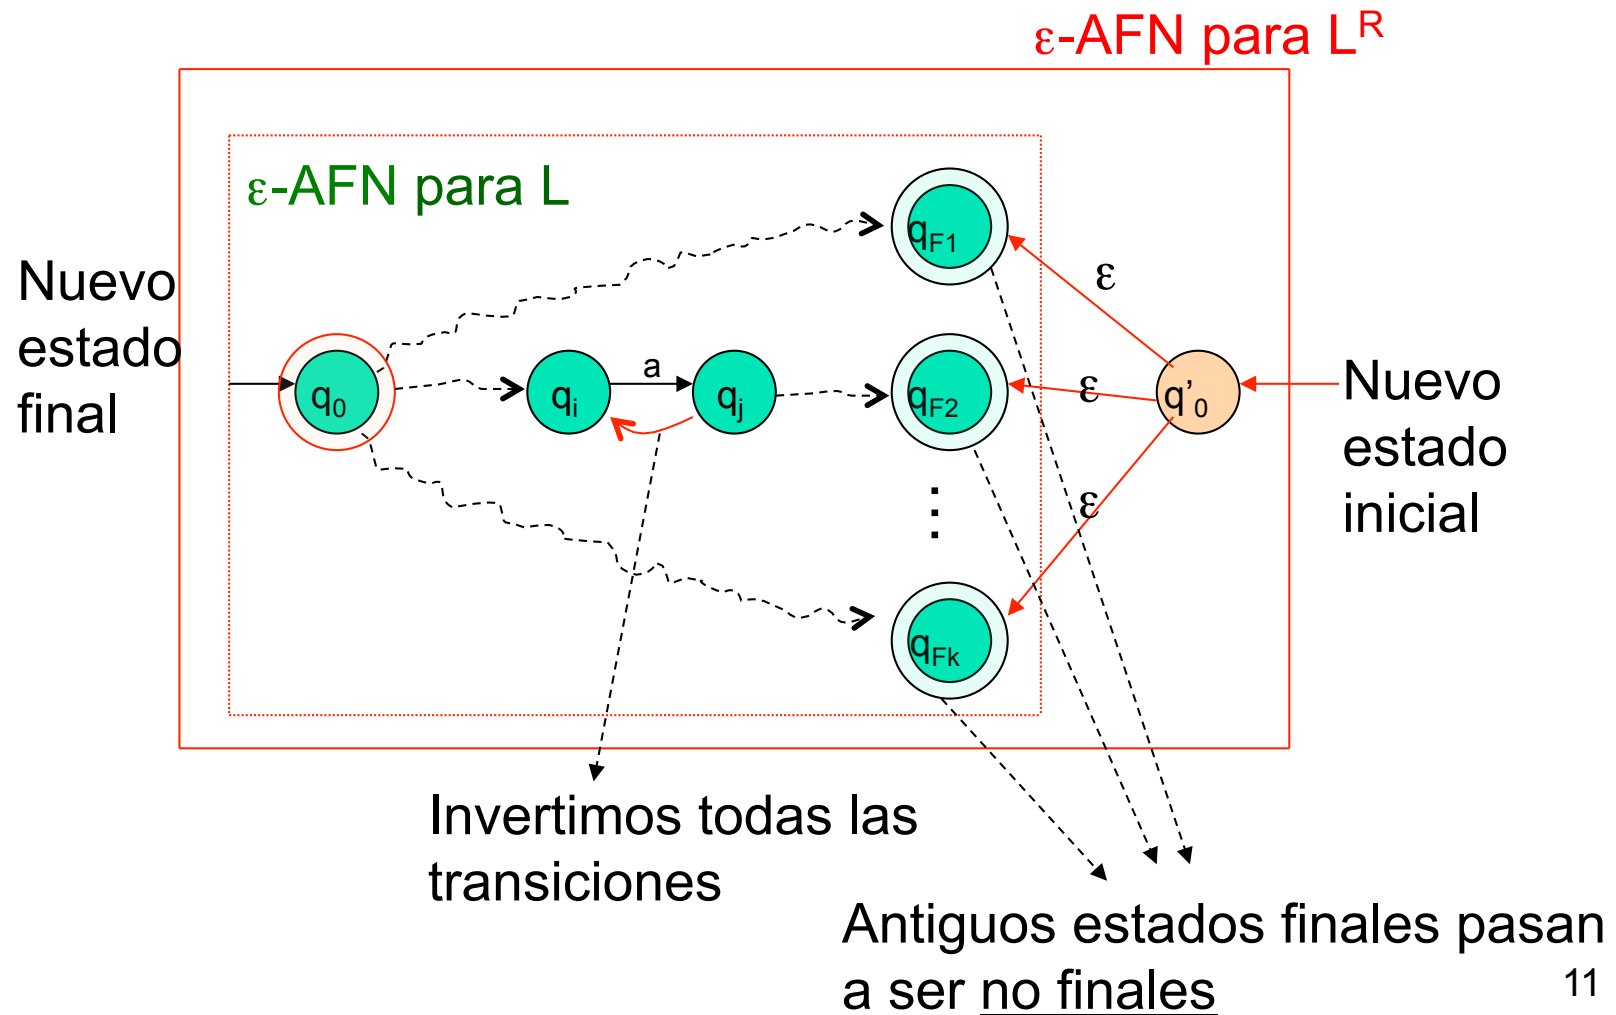 ε-AFN para L^R
ε-AFN para L
Nuevo
estado
final
q0
qi
a
qj
qF1
qF2
⋮
qFk
ε
ε
ε
q’0
Nuevo
estado
inicial
Invertimos todas las
transiciones
Antiguos estados finales pasan
a ser no finales
11